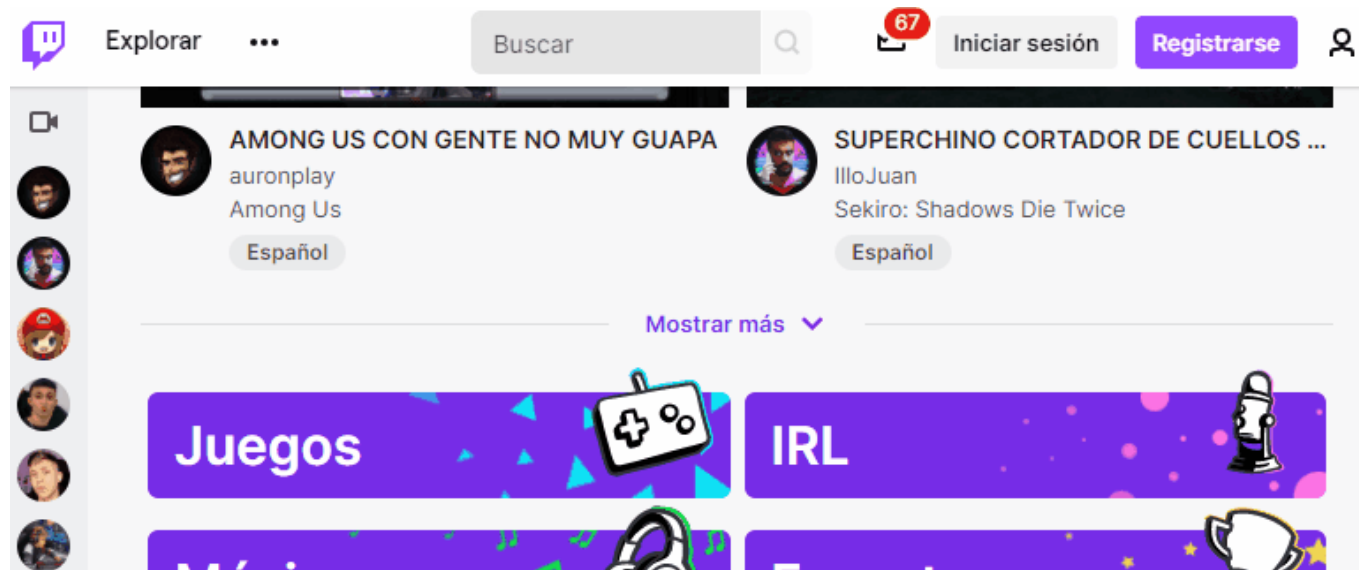 Explorar
Buscar
67
Iniciar sesión
Registrarse
AMONG US CON GENTE NO MUY GUAPA
auronplay
Among Us
Español
SUPERCHINO CORTADOR DE CUELLOS ...
IlloJuan
Sekiro: Shadows Die Twice
Español
Mostrar más
Juegos
IRL